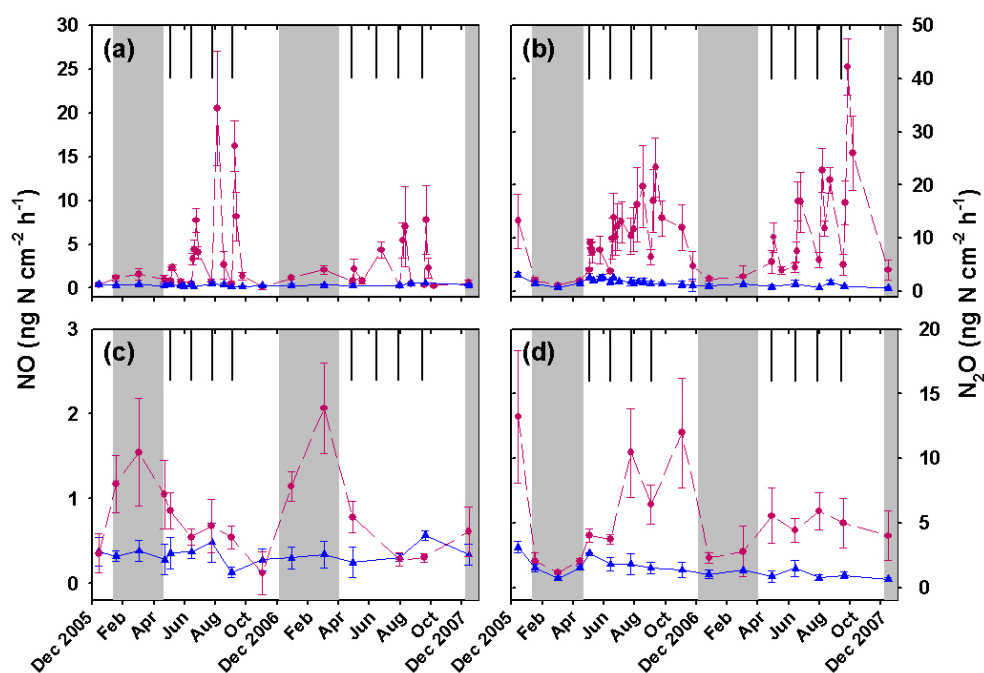 30
25
20
15
10
5
0
(a)
(b)
50
40
30
20
10
0
NO (ng N cm⁻² h⁻¹)
N₂O (ng N cm⁻² h⁻¹)
3
2
1
0
(c)
(d)
20
15
10
5
0
Dec 2005 Feb Apr Jun Aug Oct Dec 2006 Feb Apr Jun Aug Oct Dec 2007
Dec 2005 Feb Apr Jun Aug Oct Dec 2006 Feb Apr Jun Aug Oct Dec 2007